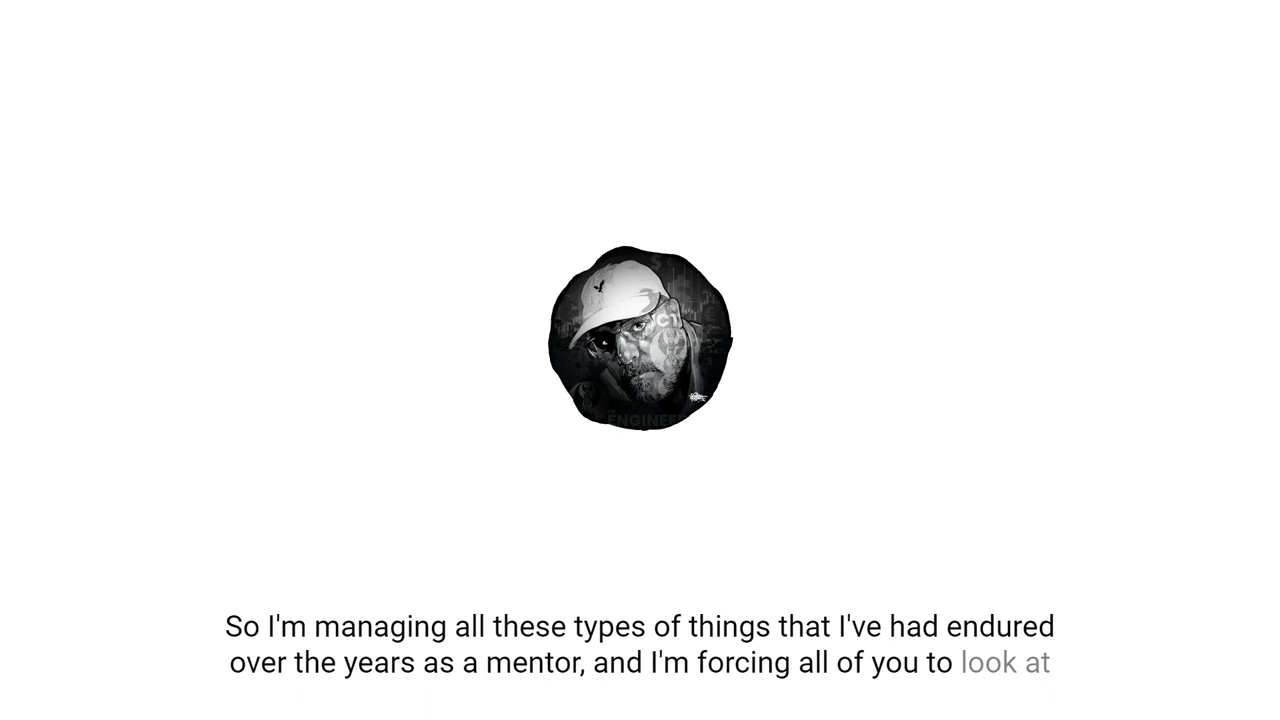 ENGINEE
So I'm managing all these types of things that I've had endured
over the years as a mentor, and I'm forcing all of you to look at